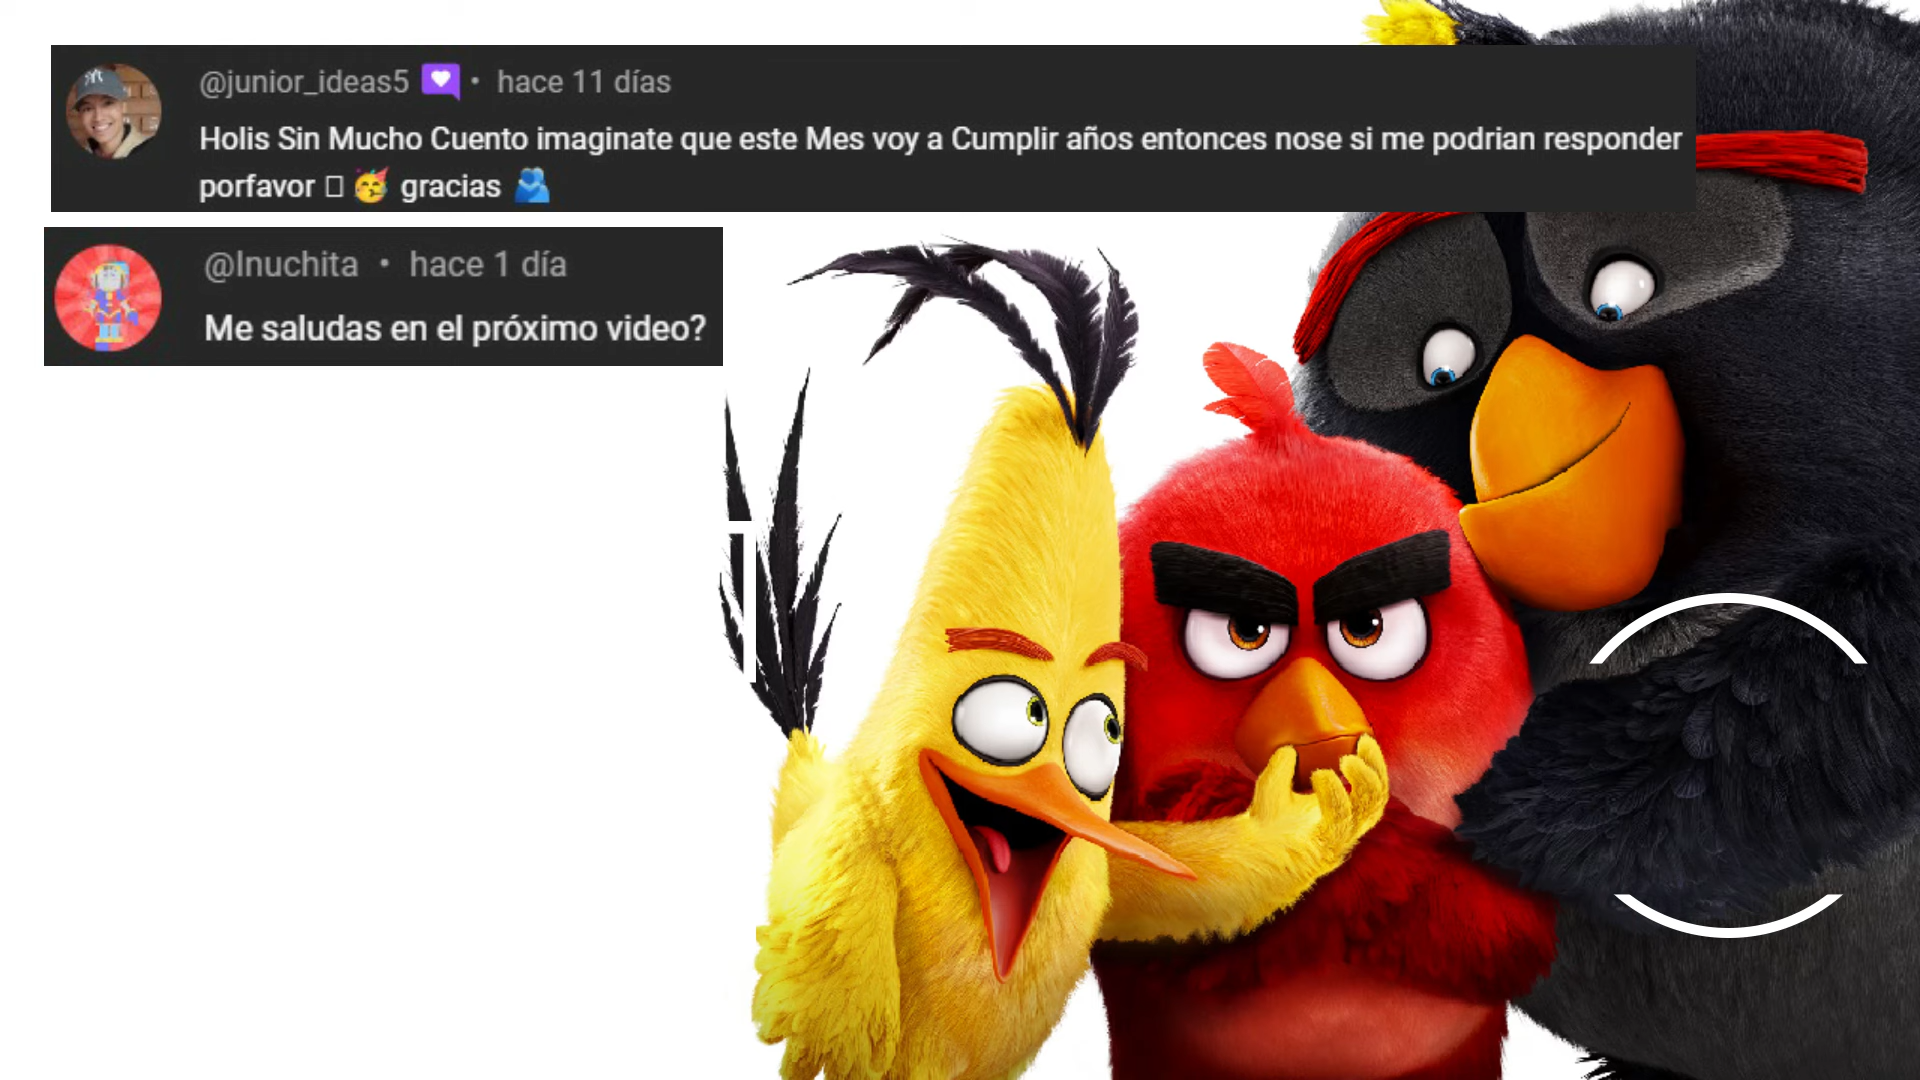 @junior_ideas5 • hace 11 días
Holis Sin Mucho Cuento imaginate que este Mes voy a Cumplir años entonces nose si me podrian responder
porfavor 🥳 gracias 🫂
@Inuchita • hace 1 día
Me saludas en el próximo video?